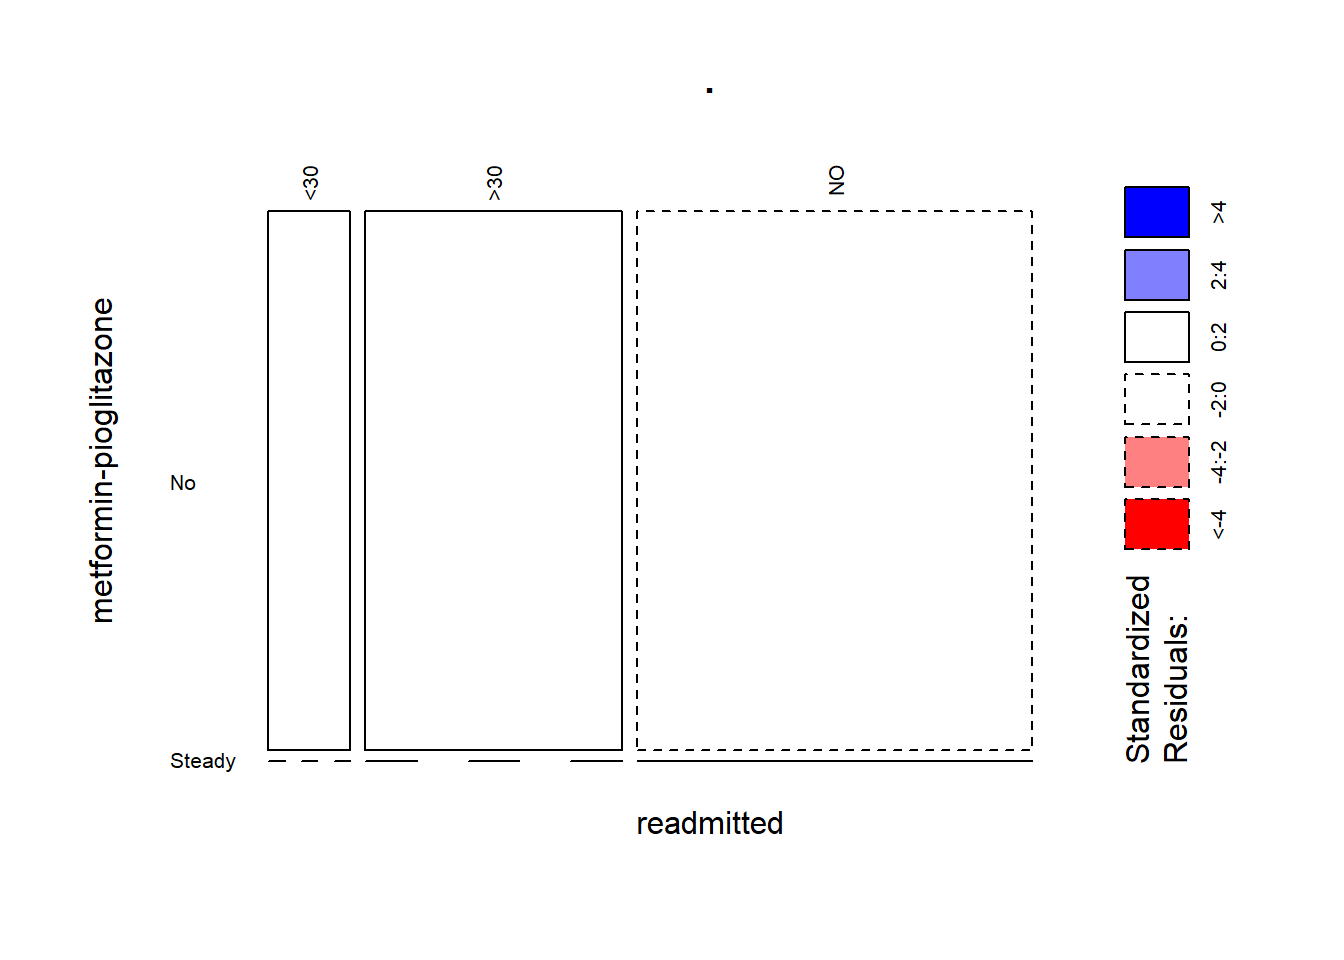 .
<30
>30
NO
metformin-pioglitazone
No
Steady
readmitted
Standardized
Residuals:
<-4
-4:-2
-2:0
0:2
2:4
>4